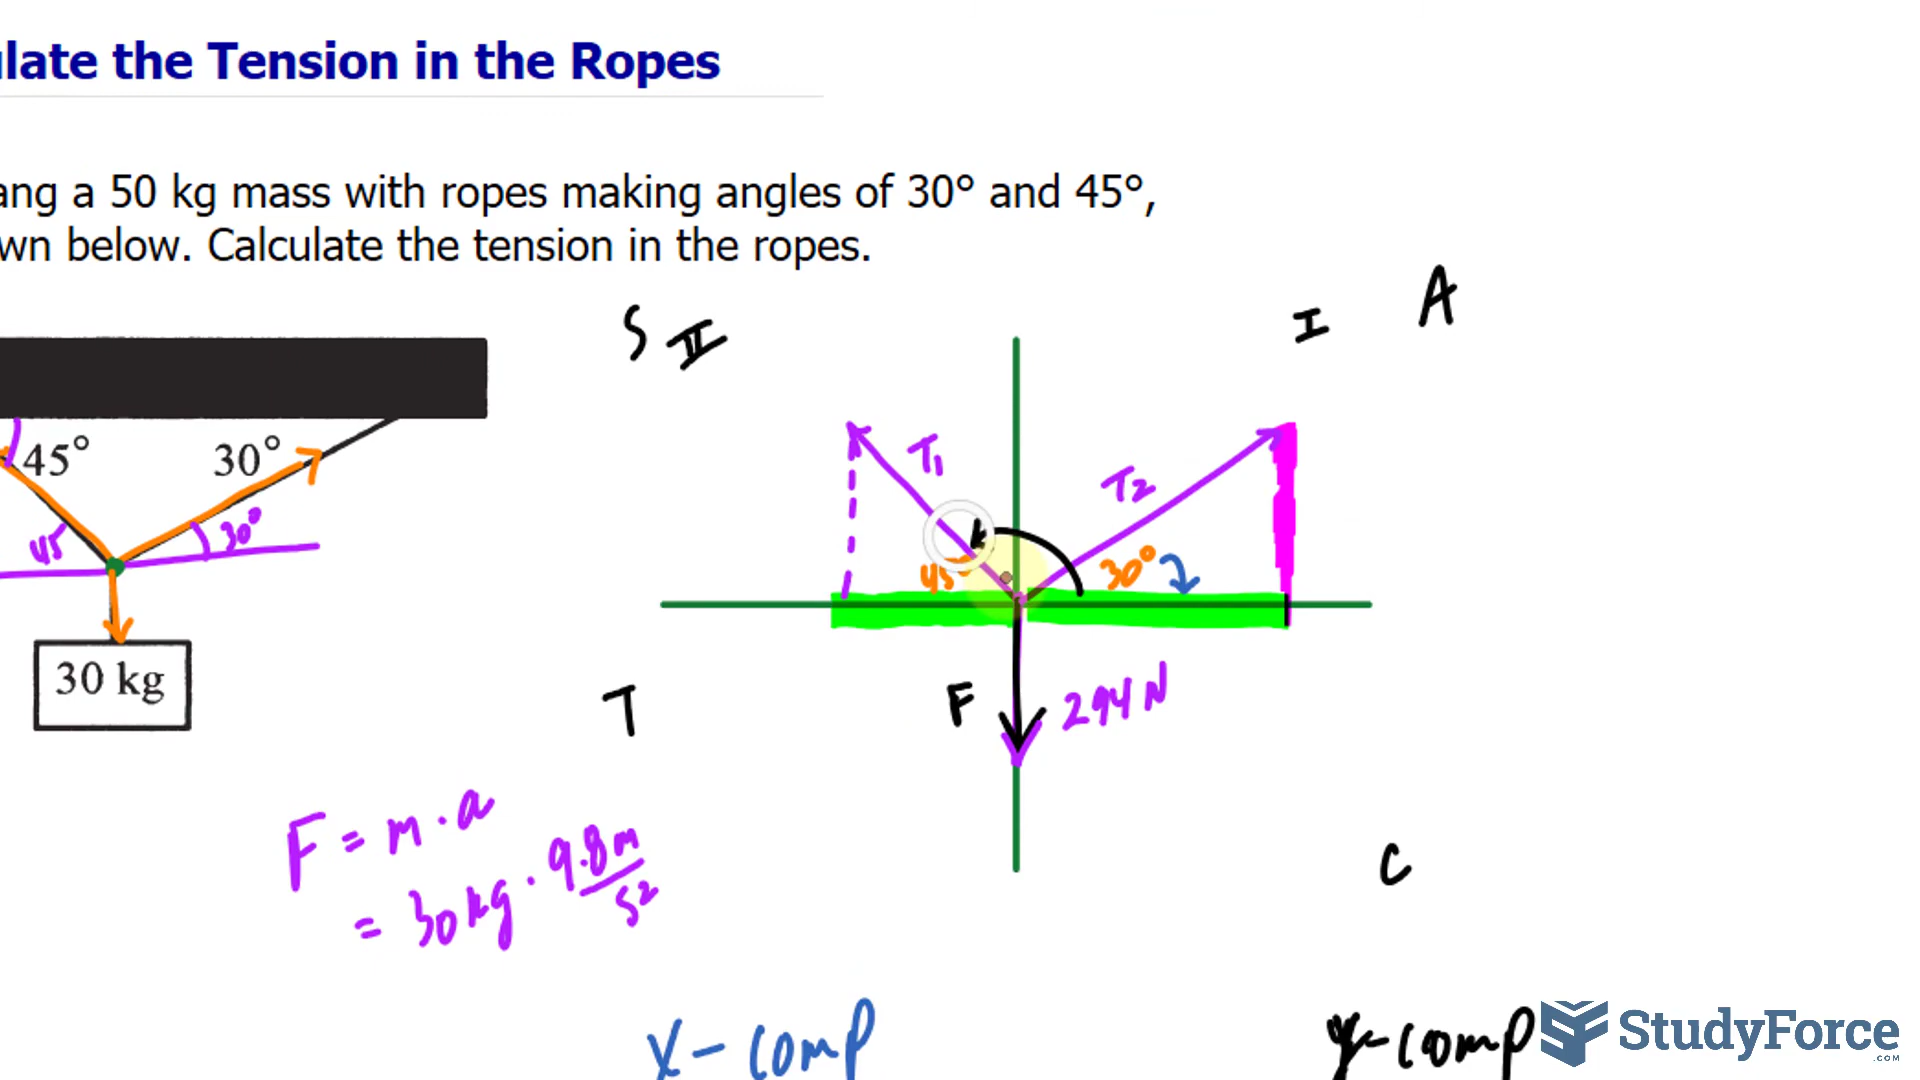 late the Tension in the Ropes
ang a 50 kg mass with ropes making angles of 30° and 45°,
wn below. Calculate the tension in the ropes.
S II
I A
45° 30°
45 30°
30 kg
T₁
T₂
45
30°
T
F 294 N
C
F = m · a
= 30 kg · 9.8 m/s²
x - comp
y - comp
StudyForce
.COM